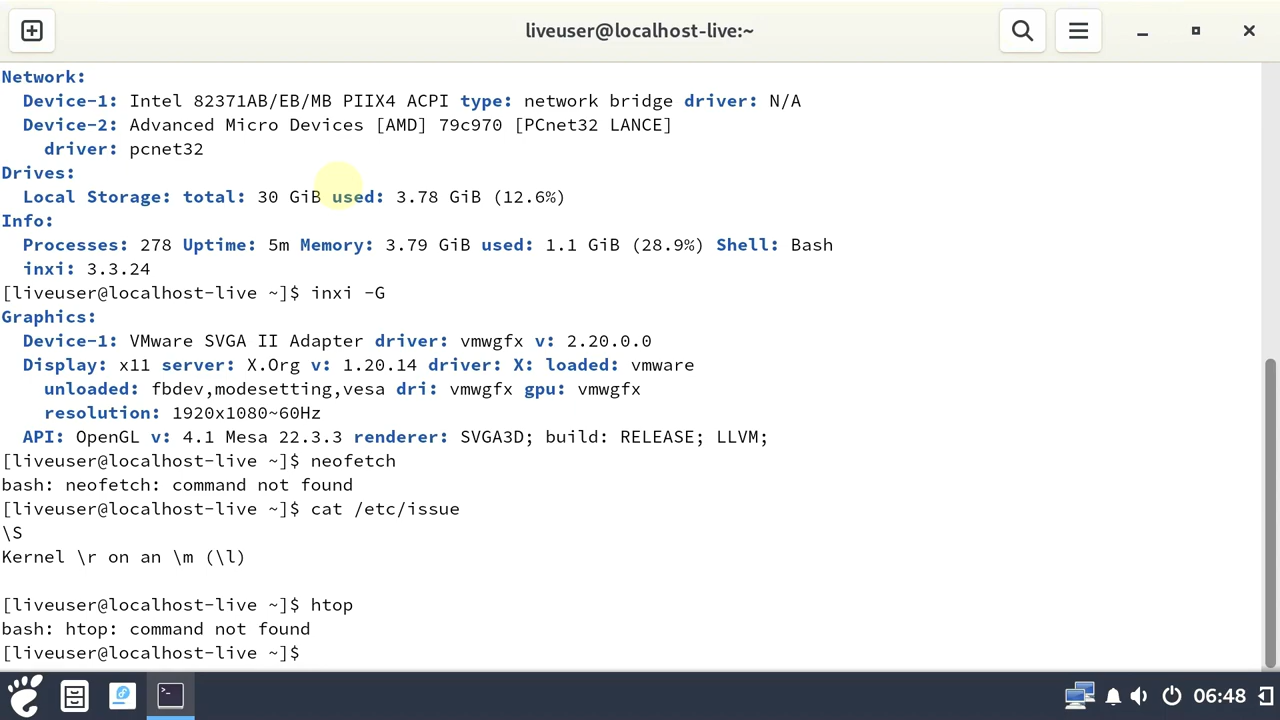 liveuser@localhost-live:~
Network:
Device-1: Intel 82371AB/EB/MB PIIX4 ACPI type: network bridge driver: N/A
Device-2: Advanced Micro Devices [AMD] 79c970 [PCnet32 LANCE]
driver: pcnet32
Drives:
Local Storage: total: 30 GiB used: 3.78 GiB (12.6%)
Info:
Processes: 278 Uptime: 5m Memory: 3.79 GiB used: 1.1 GiB (28.9%) Shell: Bash
inxi: 3.3.24
[liveuser@localhost-live ~]$ inxi -G
Graphics:
Device-1: VMware SVGA II Adapter driver: vmwgfx v: 2.20.0.0
Display: x11 server: X.Org v: 1.20.14 driver: X: loaded: vmware
unloaded: fbdev,modesetting,vesa dri: vmwgfx gpu: vmwgfx
resolution: 1920x1080~60Hz
API: OpenGL v: 4.1 Mesa 22.3.3 renderer: SVGA3D; build: RELEASE; LLVM;
[liveuser@localhost-live ~]$ neofetch
bash: neofetch: command not found
[liveuser@localhost-live ~]$ cat /etc/issue
\S
Kernel \r on an \m (\l)
[liveuser@localhost-live ~]$ htop
bash: htop: command not found
[liveuser@localhost-live ~]$
06:48